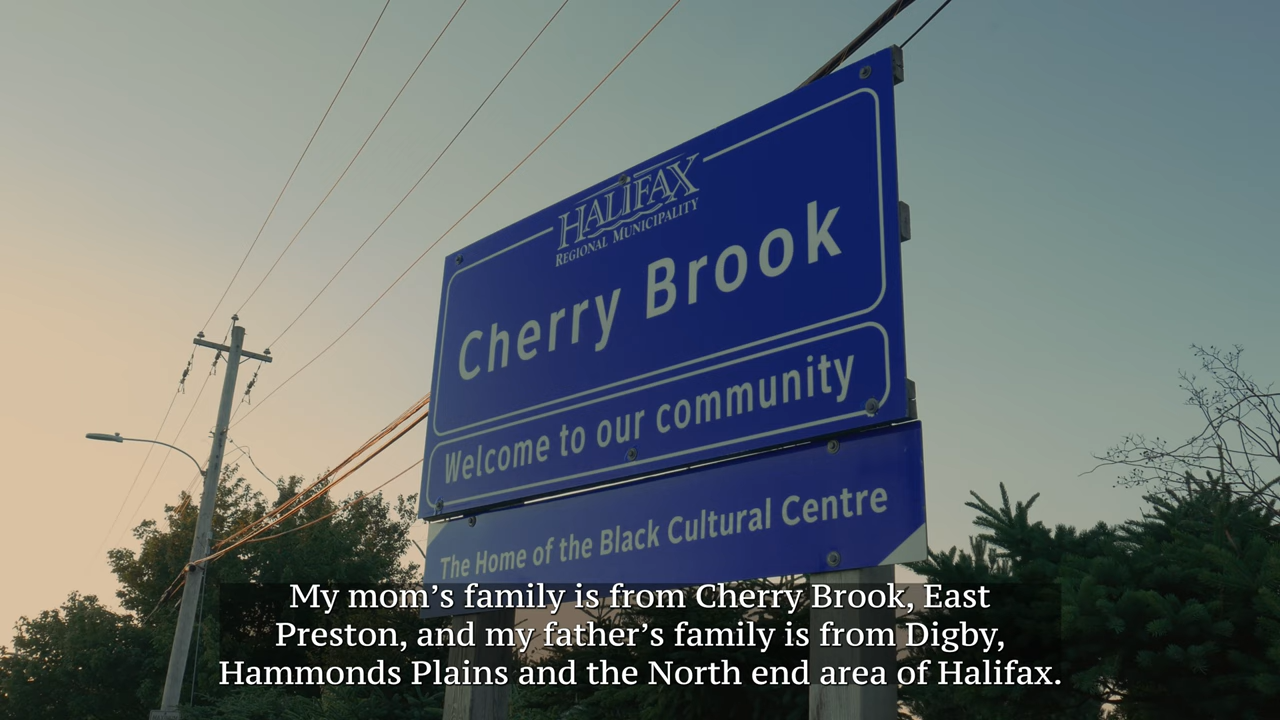 HALIFAX
REGIONAL MUNICIPALITY
Cherry Brook
Welcome to our community
The Home of the Black Cultural Centre
My mom’s family is from Cherry Brook, East
Preston, and my father’s family is from Digby,
Hammonds Plains and the North end area of Halifax.